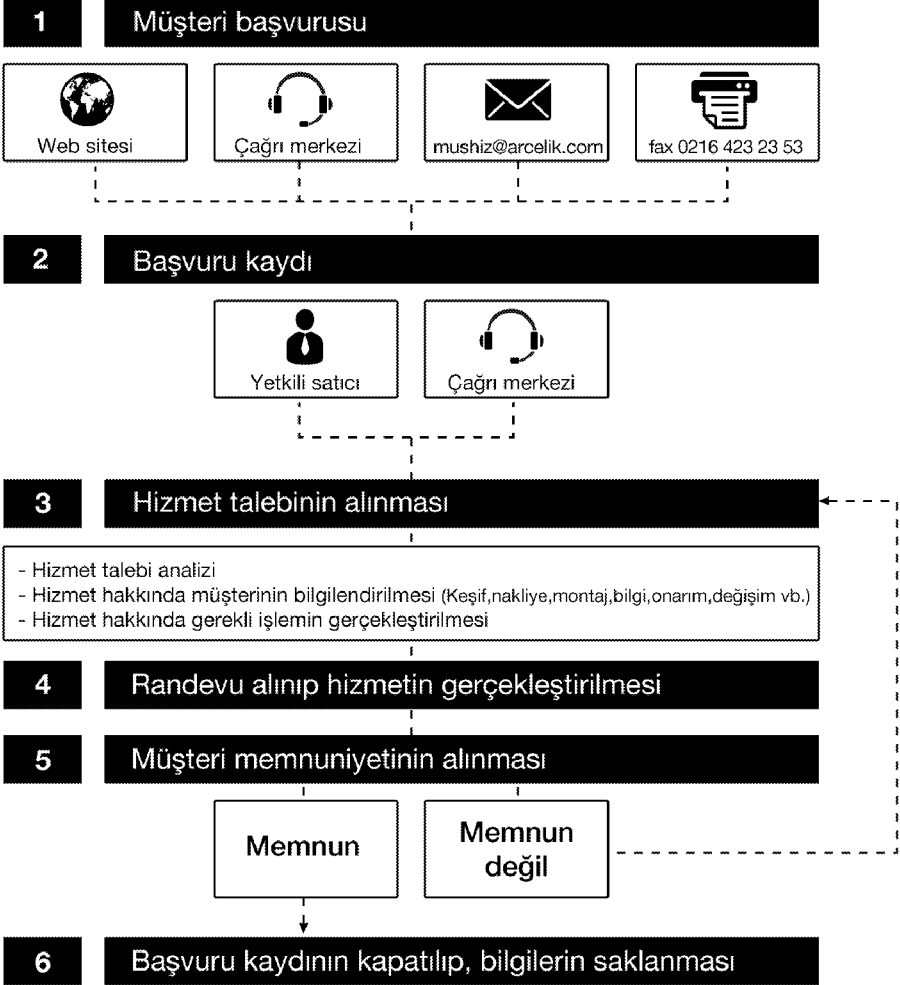 1 Müşteri başvurusu
Web sitesi
Çağrı merkezi
mushiz@arcelik.com
fax 0216 423 23 53
2 Başvuru kaydı
Yetkili satıcı
Çağrı merkezi
3 Hizmet talebinin alınması
- Hizmet talebi analizi
- Hizmet hakkında müşterinin bilgilendirilmesi (Keşif,nakliye,montaj,bilgi,onarım,değişim vb.)
- Hizmet hakkında gerekli işlemin gerçekleştirilmesi
4 Randevu alınıp hizmetin gerçekleştirilmesi
5 Müşteri memnuniyetinin alınması
Memnun
Memnun
değil
6 Başvuru kaydının kapatılıp, bilgilerin saklanması